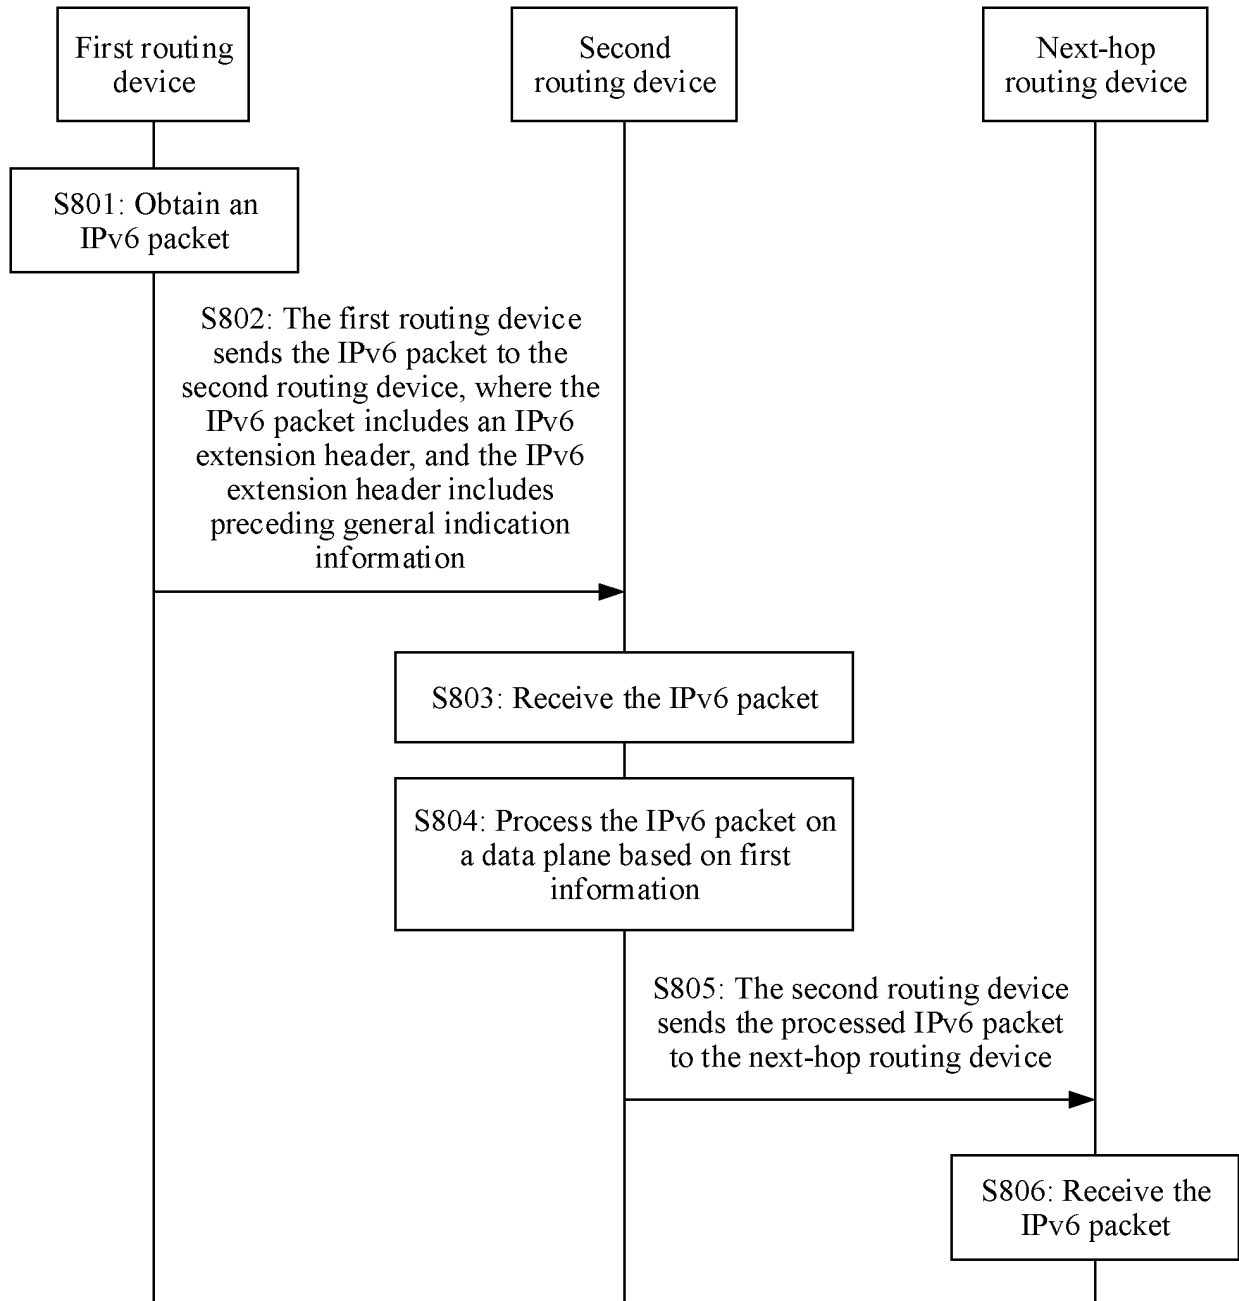 First routing
device
Second
routing device
Next-hop
routing device
S801: Obtain an
IPv6 packet
S802: The first routing device
sends the IPv6 packet to the
second routing device, where the
IPv6 packet includes an IPv6
extension header, and the IPv6
extension header includes
preceding general indication
information
S803: Receive the IPv6 packet
S804: Process the IPv6 packet on
a data plane based on first
information
S805: The second routing device
sends the processed IPv6 packet
to the next-hop routing device
S806: Receive the
IPv6 packet